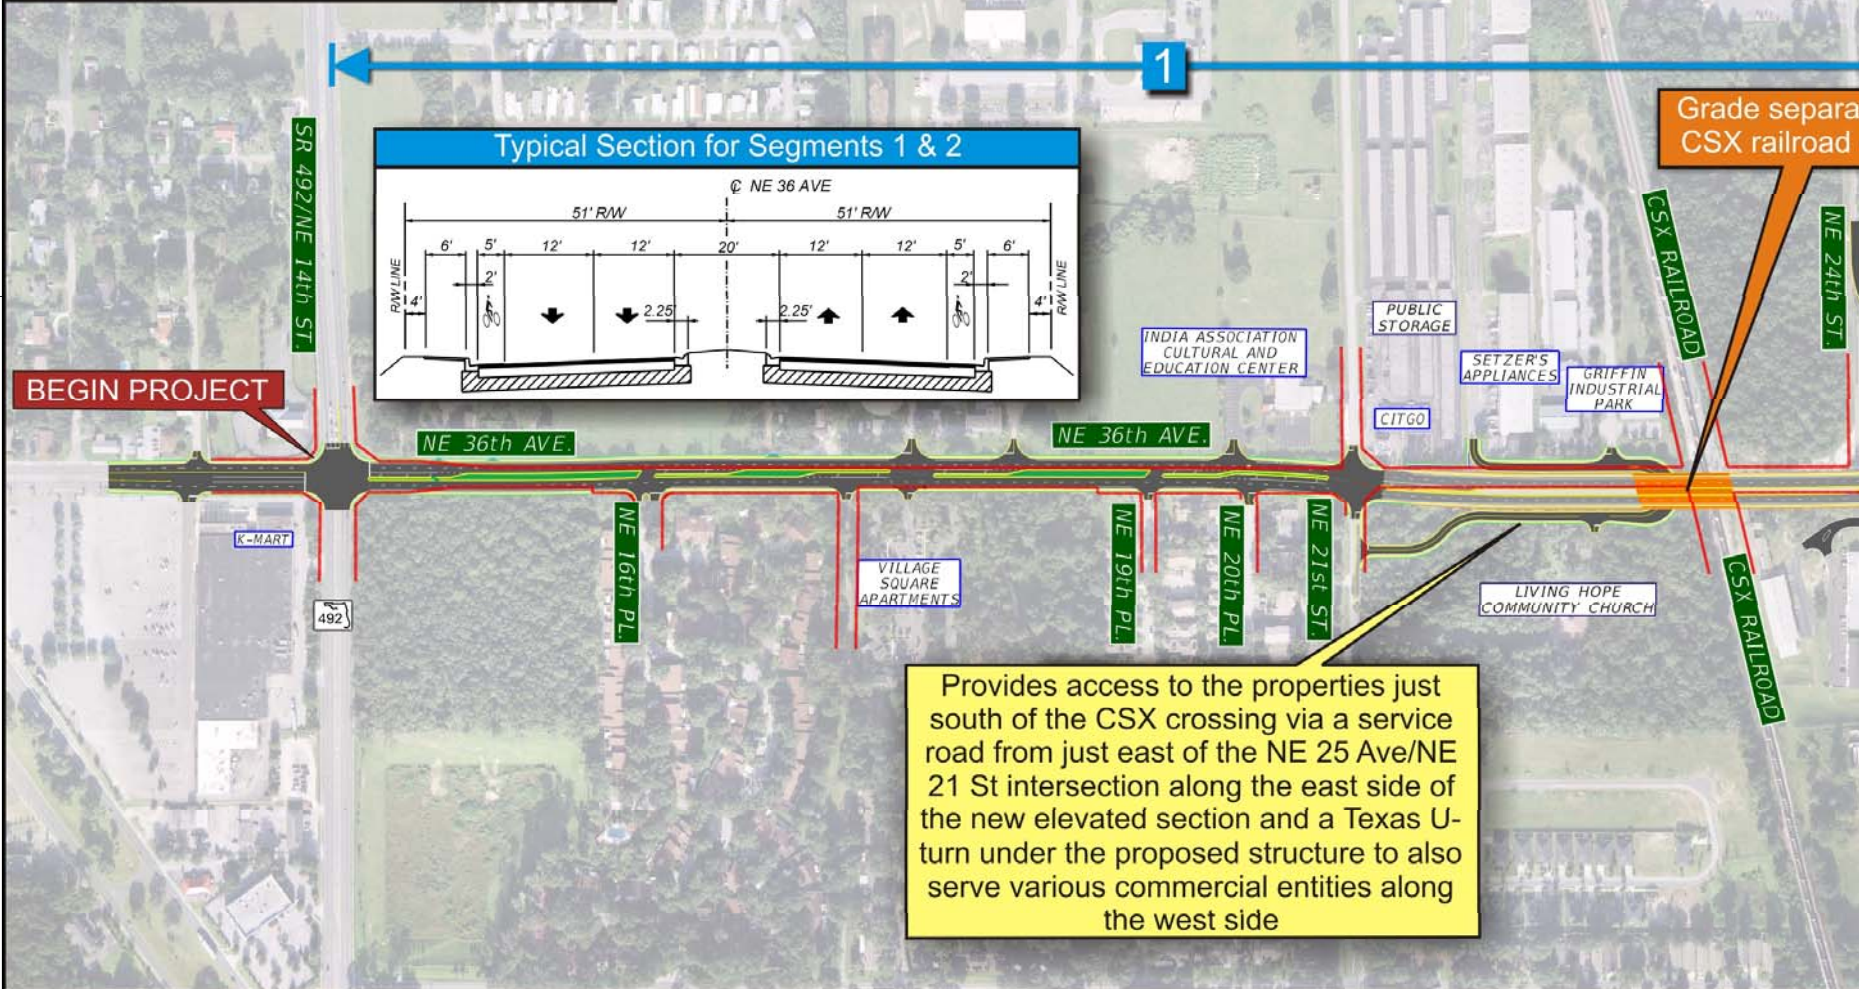 1
Grade separa
CSX railroad
Typical Section for Segments 1 & 2
℄ NE 36 AVE
51' R/W
51' R/W
6'
5'
12'
12'
20'
12'
12'
5'
6'
R/W LINE
4'
2'
2.25'
2.25'
2'
4'
R/W LINE
SR 492/NE 14th ST.
CSX RAILROAD
NE 24th ST.
BEGIN PROJECT
NE 36th AVE.
NE 36th AVE.
INDIA ASSOCIATION
CULTURAL AND
EDUCATION CENTER
PUBLIC
STORAGE
SETZER'S
APPLIANCES
GRIFFIN
INDUSTRIAL
PARK
CITGO
K-MART
492
NE 16th PL.
VILLAGE
SQUARE
APARTMENTS
NE 19th PL.
NE 20th PL.
NE 21st ST.
LIVING HOPE
COMMUNITY CHURCH
CSX RAILROAD
Provides access to the properties just
south of the CSX crossing via a service
road from just east of the NE 25 Ave/NE
21 St intersection along the east side of
the new elevated section and a Texas U-
turn under the proposed structure to also
serve various commercial entities along
the west side